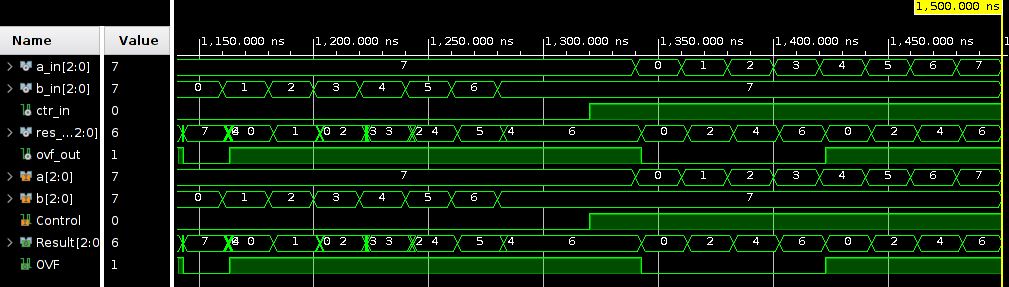 1,500.000 ns
Name Value 1,150.000 ns 1,200.000 ns 1,250.000 ns 1,300.000 ns 1,350.000 ns 1,400.000 ns 1,450.000 ns
a_in[2:0] 7 7 0 1 2 3 4 5 6 7
b_in[2:0] 7 0 1 2 3 4 5 6 7
ctr_in 0
res_...2:0] 6 7 0 1 0 2 3 3 2 4 5 4 6 0 2 4 6 0 2 4 6
ovf_out 1
a[2:0] 7 7 0 1 2 3 4 5 6 7
b[2:0] 7 0 1 2 3 4 5 6 7
Control 0
Result[2:0 6 7 0 1 0 2 3 3 2 4 5 4 6 0 2 4 6 0 2 4 6
OVF 1